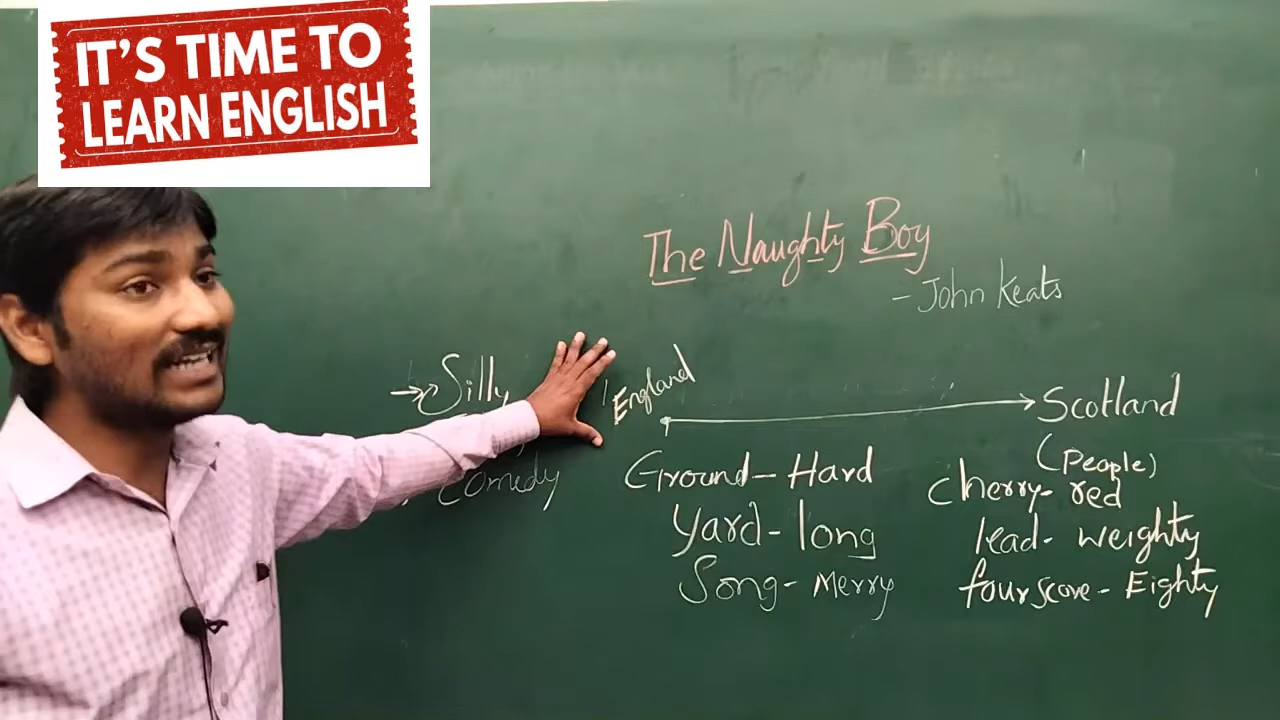 IT'S TIME TO
LEARN ENGLISH
The Naughty Boy
- John Keats
→ Silly
Comedy
England → Scotland
(People)
Ground - Hard
Yard - long
Song - Merry
Cherry - red
lead - weighty
fourscore - Eighty